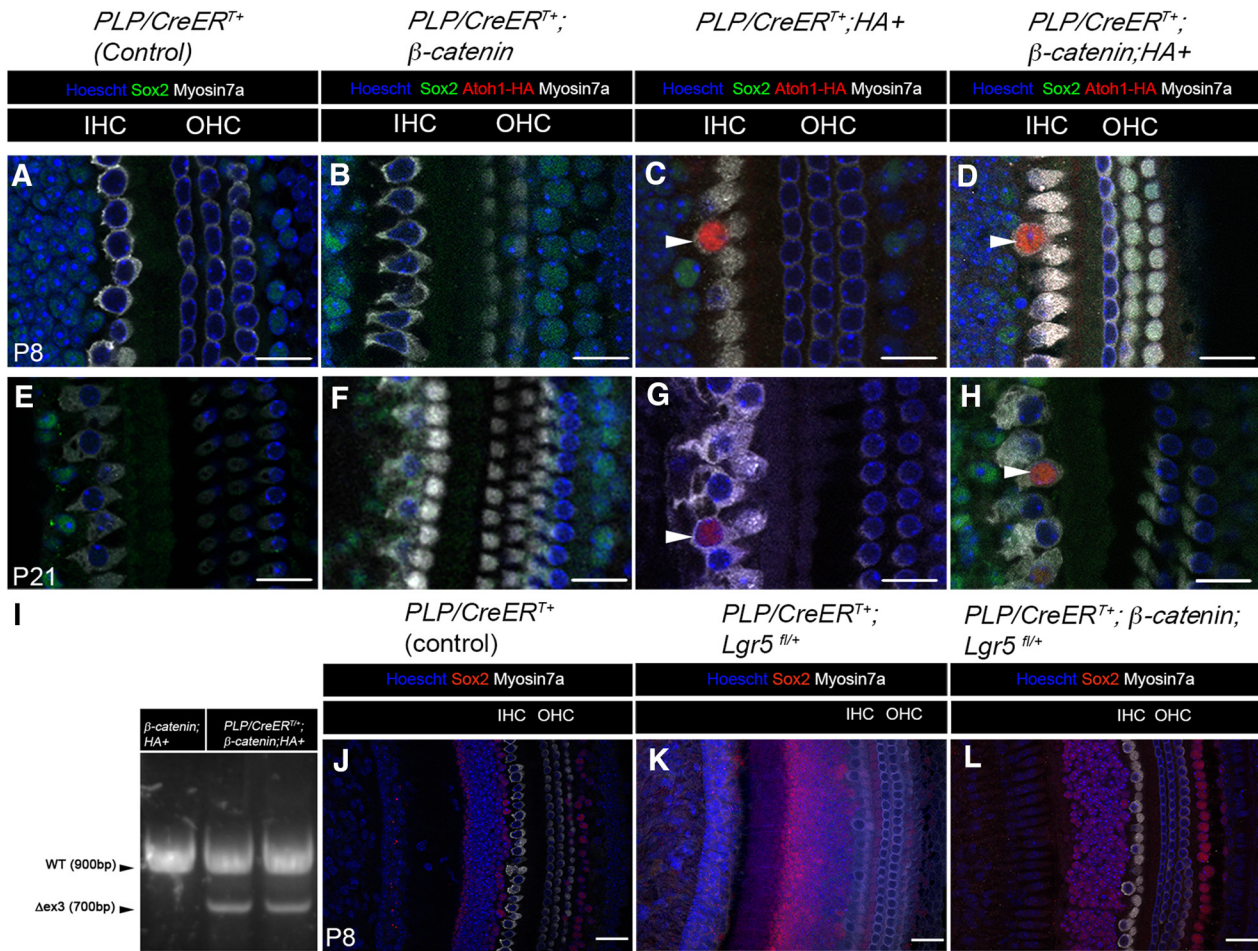 PLP/CreERᵀ⁺
(Control)
PLP/CreERᵀ⁺;
β-catenin
PLP/CreERᵀ⁺;HA+
PLP/CreERᵀ⁺;
β-catenin;HA+
Hoescht Sox2 Myosin7a
Hoescht Sox2 Atoh1-HA Myosin7a
Hoescht Sox2 Atoh1-HA Myosin7a
Hoescht Sox2 Atoh1-HA Myosin7a
IHC OHC
IHC OHC
IHC OHC
IHC OHC
A
P8
B
C
D
E
P21
F
G
H
I
β-catenin;
HA+
PLP/CreERᵀ/⁺;
β-catenin;HA+
WT (900bp)
Δex3 (700bp)
PLP/CreERᵀ⁺
(control)
PLP/CreERᵀ⁺;
Lgr5 ᶠˡ/⁺
PLP/CreERᵀ⁺; β-catenin;
Lgr5 ᶠˡ/⁺
Hoescht Sox2 Myosin7a
Hoescht Sox2 Myosin7a
Hoescht Sox2 Myosin7a
IHC OHC
IHC OHC
IHC OHC
J
P8
K
L